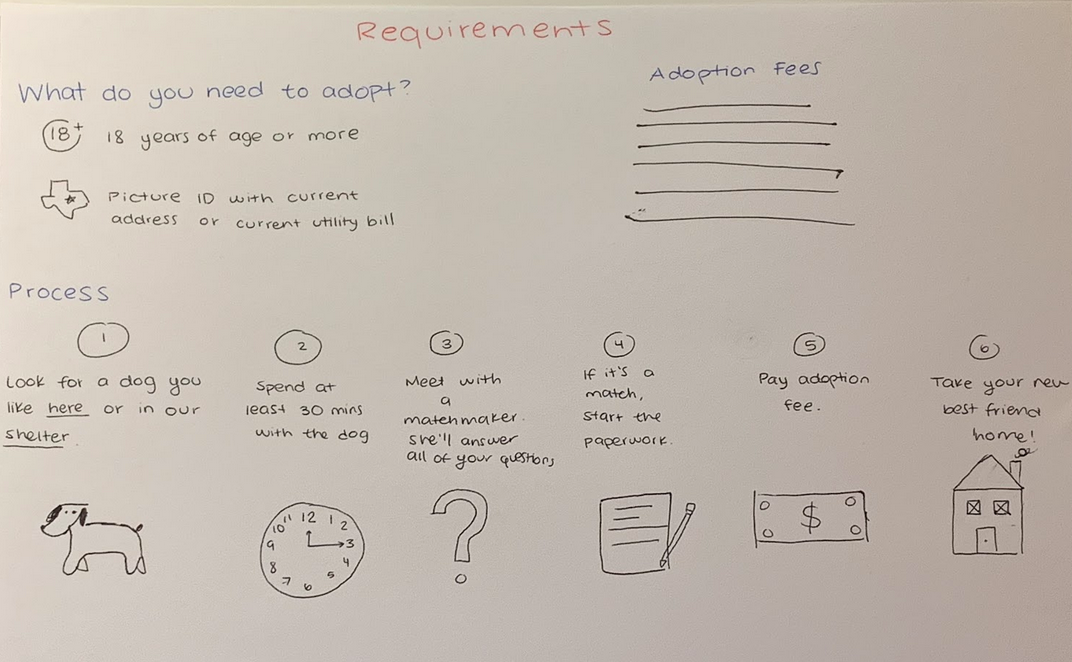 Requirements
What do you need to adopt?
18+ 18 years of age or more
Picture ID with current
address or current utility bill
Adoption Fees
Process
1
Look for a dog you
like here or in our
shelter.
2
Spend at
least 30 mins
with the dog
3
Meet with
a
matchmaker.
she'll answer
all of your questions
4
If it's a
match,
start the
paperwork.
5
Pay adoption
fee.
6
Take your new
best friend
home!
12
1
2
3
4
5
6
7
8
9
10
11
$